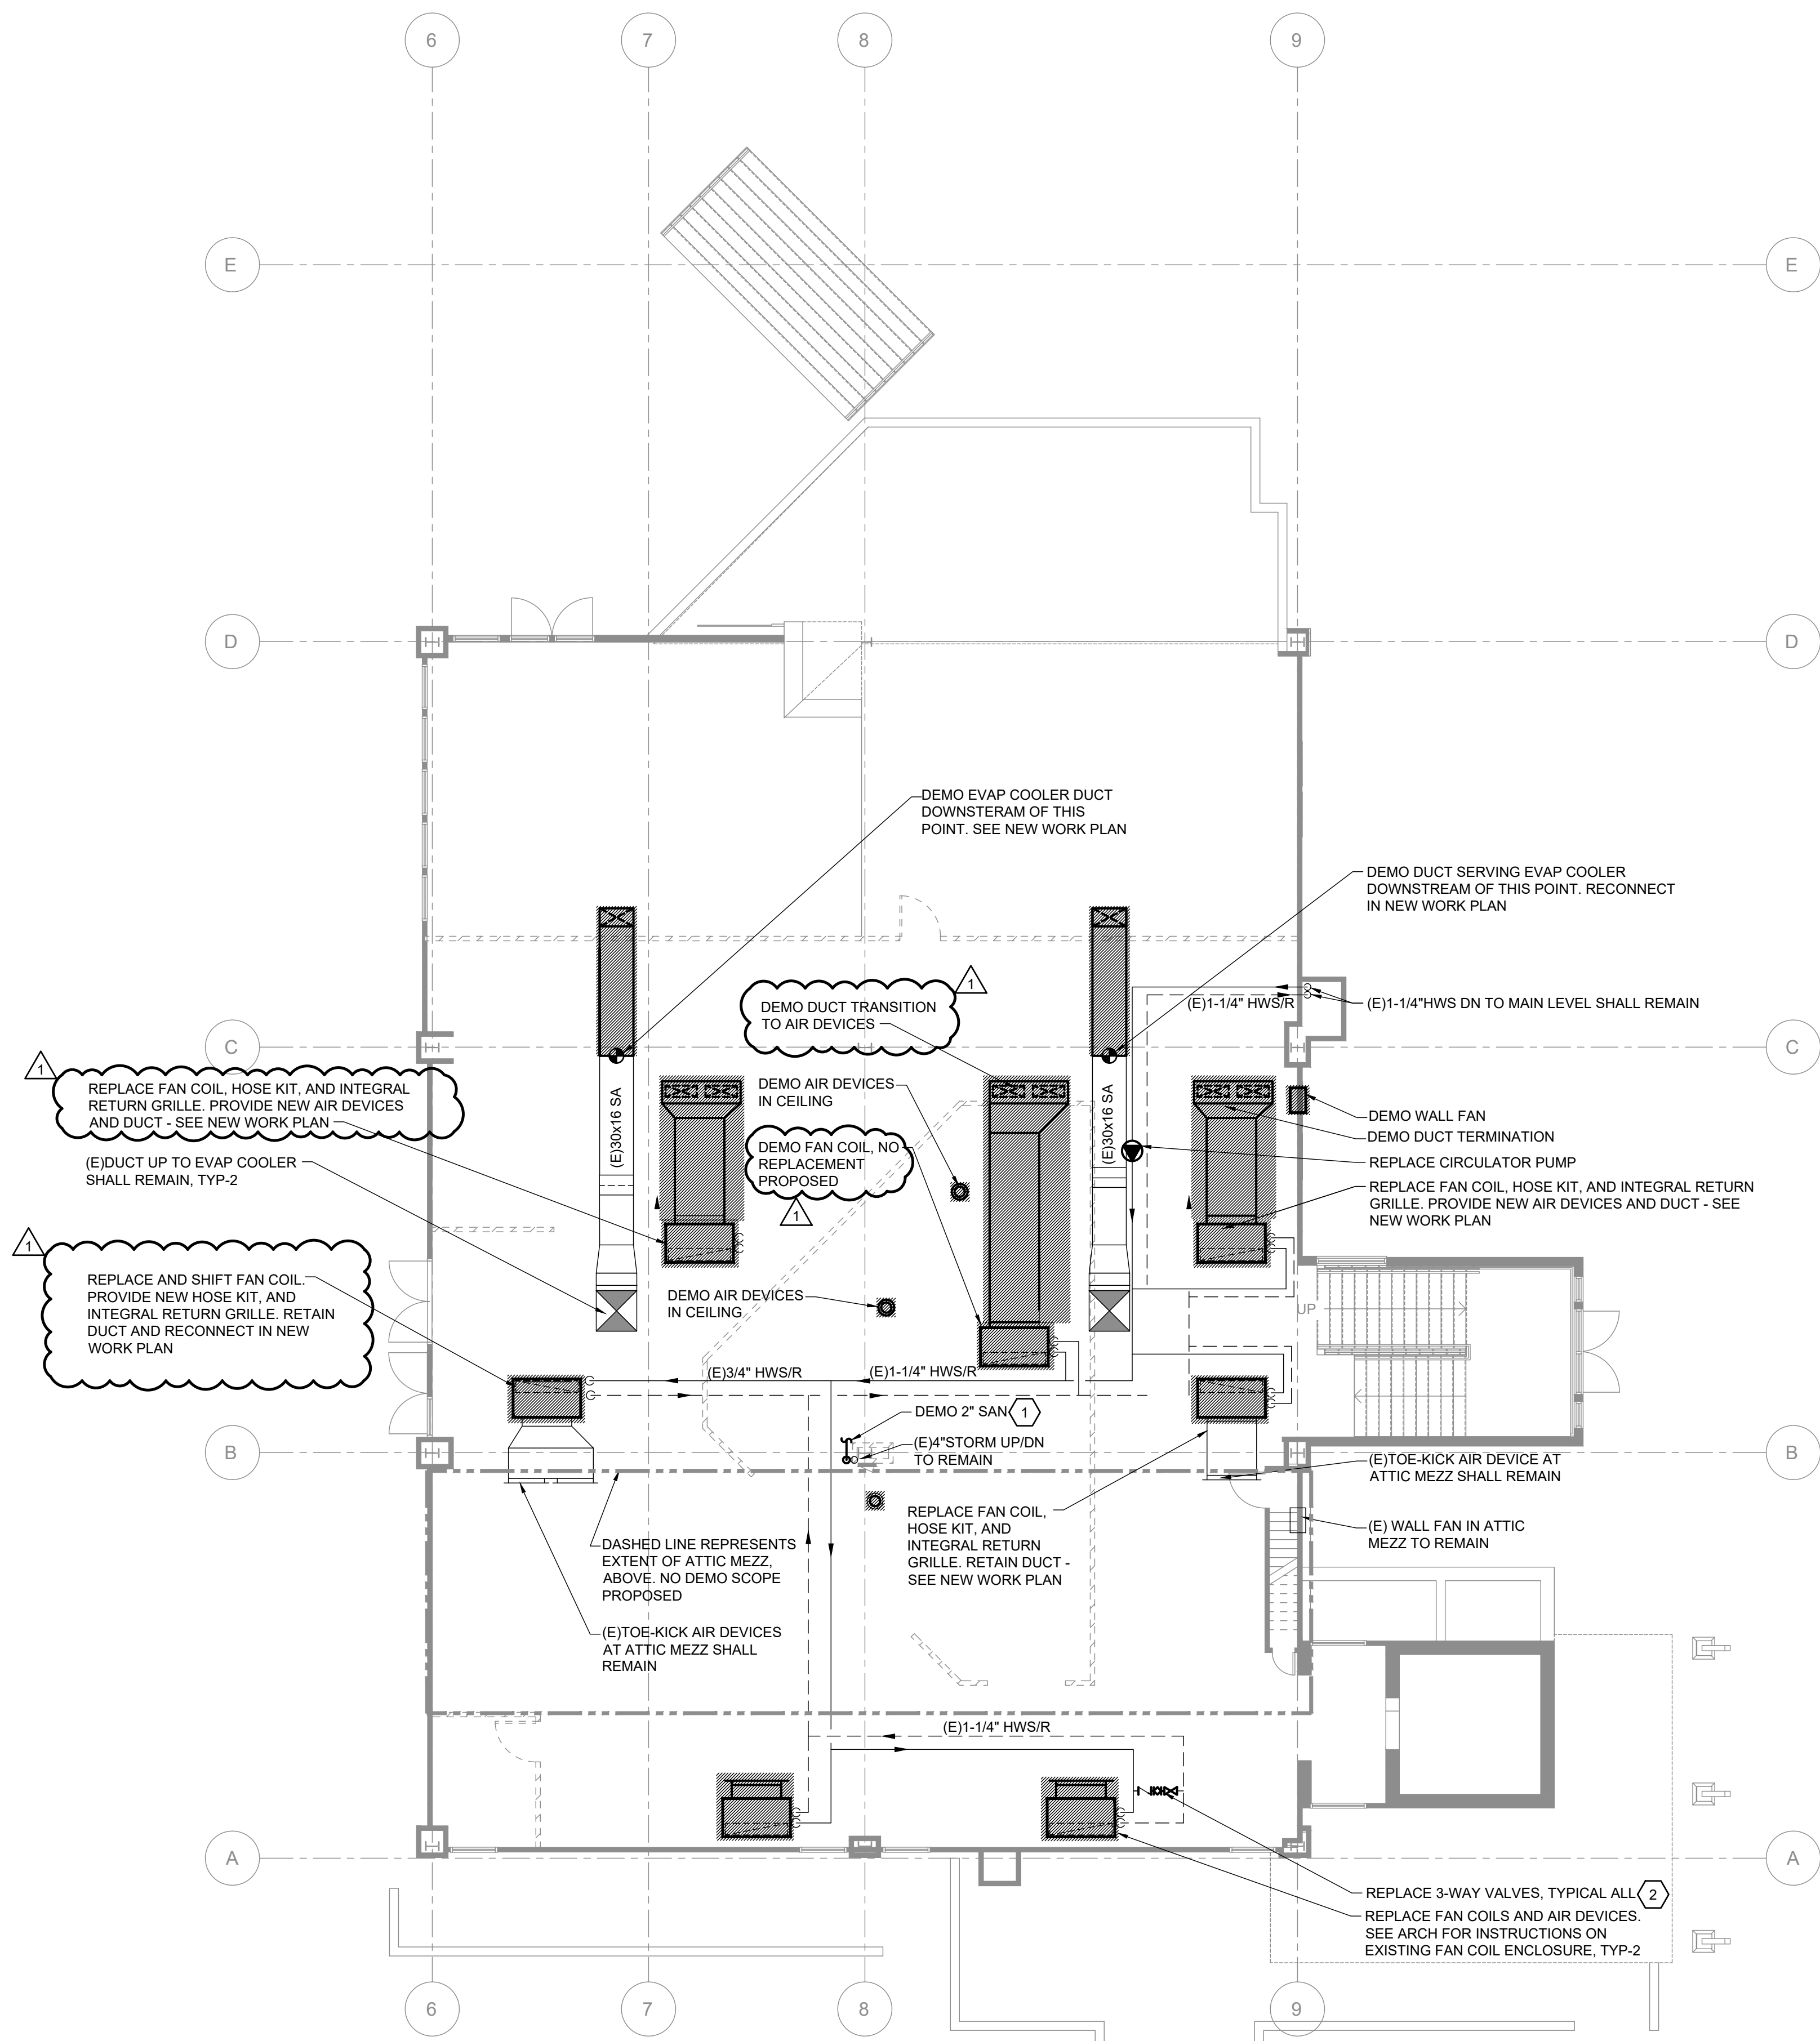 6
7
8
9
E
E
D
D
DEMO EVAP COOLER DUCT
DOWNSTERAM OF THIS
POINT. SEE NEW WORK PLAN
DEMO DUCT SERVING EVAP COOLER
DOWNSTREAM OF THIS POINT. RECONNECT
IN NEW WORK PLAN
1
DEMO DUCT TRANSITION
TO AIR DEVICES
(E)1-1/4" HWS/R
(E)1-1/4"HWS DN TO MAIN LEVEL SHALL REMAIN
C
C
1
REPLACE FAN COIL, HOSE KIT, AND INTEGRAL
RETURN GRILLE. PROVIDE NEW AIR DEVICES
AND DUCT - SEE NEW WORK PLAN
(E)30x16 SA
DEMO AIR DEVICES
IN CEILING
(E)30x16 SA
DEMO WALL FAN
DEMO DUCT TERMINATION
DEMO FAN COIL, NO
REPLACEMENT
PROPOSED
1
REPLACE CIRCULATOR PUMP
(E)DUCT UP TO EVAP COOLER
SHALL REMAIN, TYP-2
REPLACE FAN COIL, HOSE KIT, AND INTEGRAL RETURN
GRILLE. PROVIDE NEW AIR DEVICES AND DUCT - SEE
NEW WORK PLAN
1
REPLACE AND SHIFT FAN COIL.
PROVIDE NEW HOSE KIT, AND
INTEGRAL RETURN GRILLE. RETAIN
DUCT AND RECONNECT IN NEW
WORK PLAN
DEMO AIR DEVICES
IN CEILING
UP
(E)3/4" HWS/R
(E)1-1/4" HWS/R
DEMO 2" SAN
1
(E)4"STORM UP/DN
TO REMAIN
B
B
(E)TOE-KICK AIR DEVICE AT
ATTIC MEZZ SHALL REMAIN
REPLACE FAN COIL,
HOSE KIT, AND
INTEGRAL RETURN
GRILLE. RETAIN DUCT -
SEE NEW WORK PLAN
(E) WALL FAN IN ATTIC
MEZZ TO REMAIN
DASHED LINE REPRESENTS
EXTENT OF ATTIC MEZZ,
ABOVE. NO DEMO SCOPE
PROPOSED
(E)TOE-KICK AIR DEVICES
AT ATTIC MEZZ SHALL
REMAIN
(E)1-1/4" HWS/R
A
A
REPLACE 3-WAY VALVES, TYPICAL ALL
2
REPLACE FAN COILS AND AIR DEVICES.
SEE ARCH FOR INSTRUCTIONS ON
EXISTING FAN COIL ENCLOSURE, TYP-2
6
7
8
9